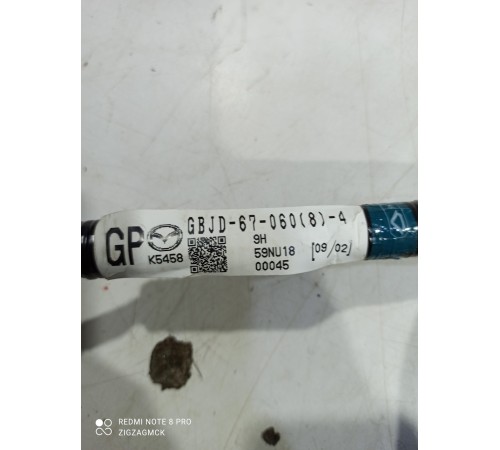 GP
K5458
GBJD-67-060(8)-4
9H
59NU18 [09/02]
00045
REDMI NOTE 8 PRO
ZIGZAGMCK